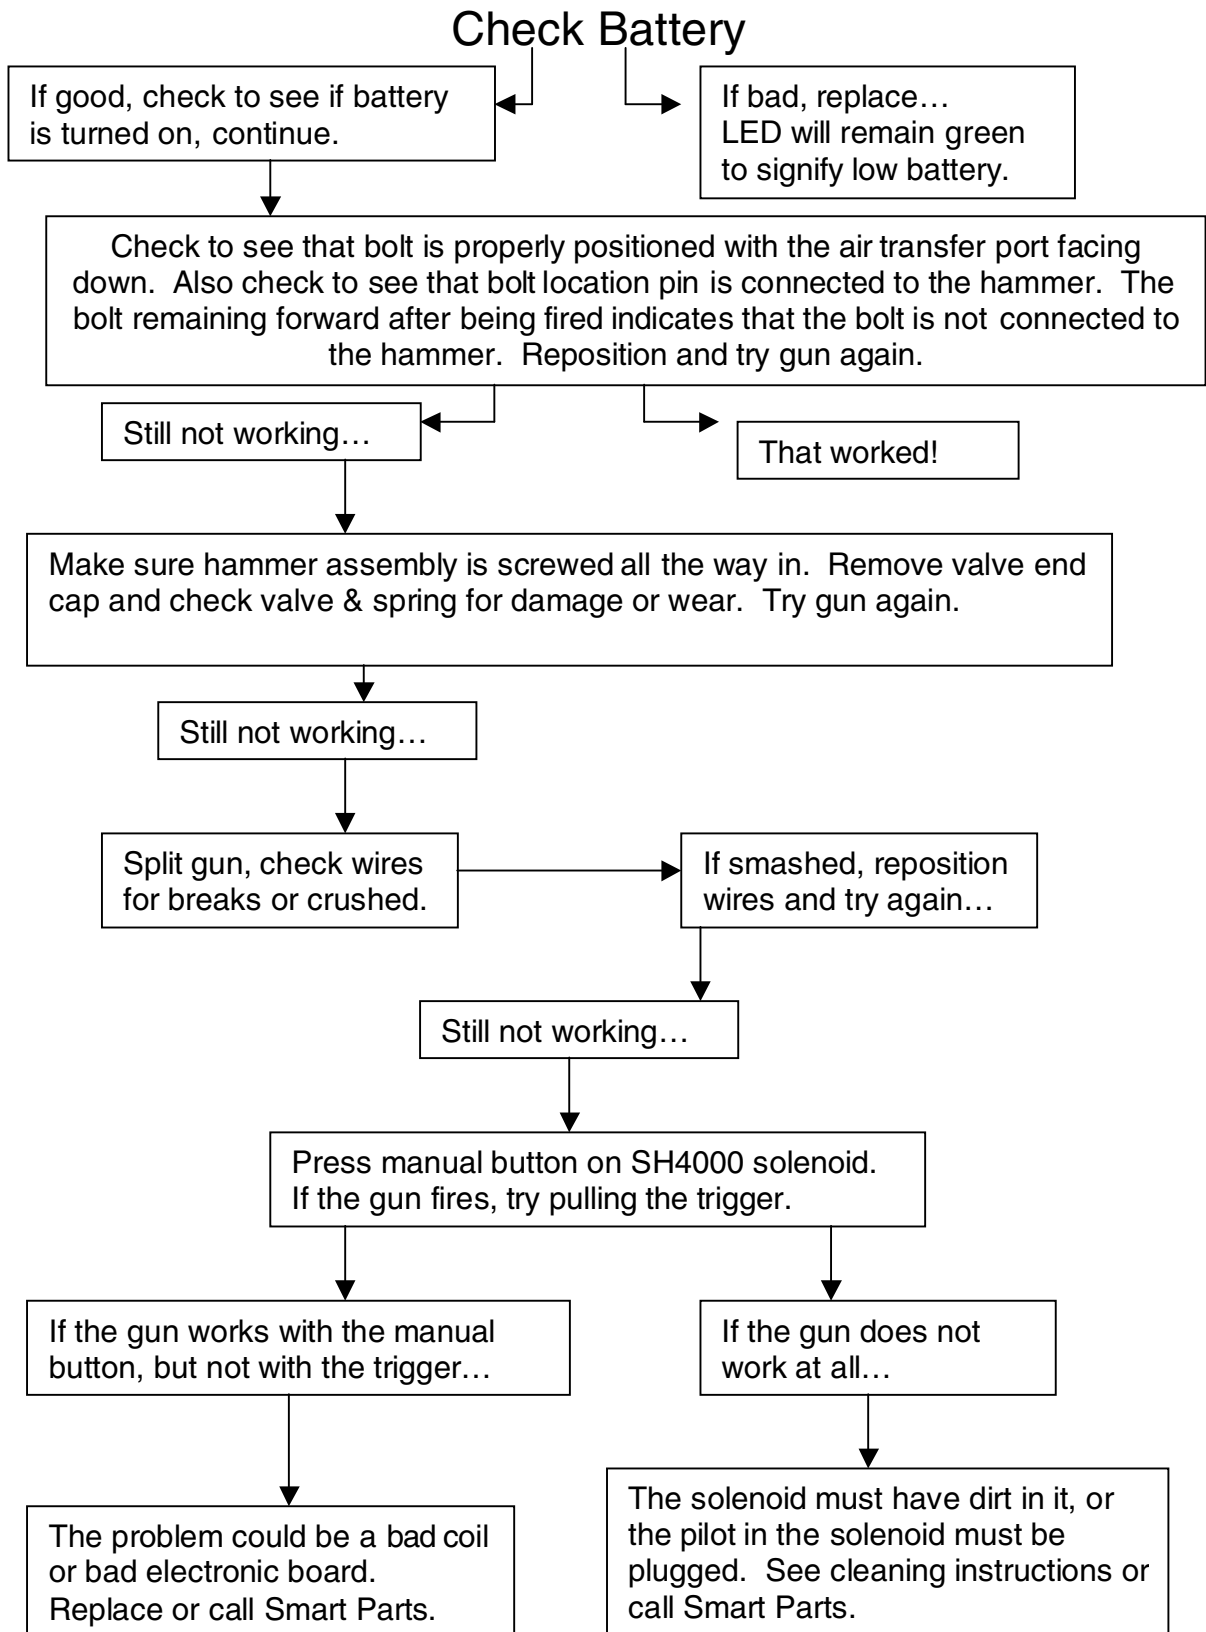 Check Battery
If good, check to see if battery
is turned on, continue.
If bad, replace…
LED will remain green
to signify low battery.
Check to see that bolt is properly positioned with the air transfer port facing
down. Also check to see that bolt location pin is connected to the hammer. The
bolt remaining forward after being fired indicates that the bolt is not connected to
the hammer. Reposition and try gun again.
Still not working…
That worked!
Make sure hammer assembly is screwed all the way in. Remove valve end
cap and check valve & spring for damage or wear. Try gun again.
Still not working…
Split gun, check wires
for breaks or crushed.
If smashed, reposition
wires and try again…
Still not working…
Press manual button on SH4000 solenoid.
If the gun fires, try pulling the trigger.
If the gun works with the manual
button, but not with the trigger…
If the gun does not
work at all…
The problem could be a bad coil
or bad electronic board.
Replace or call Smart Parts.
The solenoid must have dirt in it, or
the pilot in the solenoid must be
plugged. See cleaning instructions or
call Smart Parts.